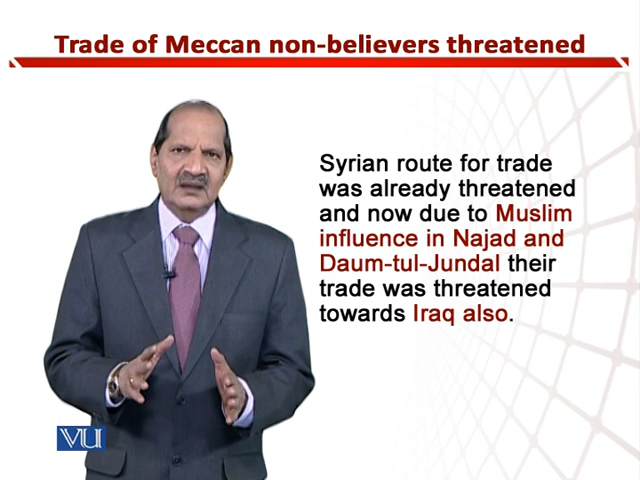 Trade of Meccan non-believers threatened
Syrian route for trade
was already threatened
and now due to Muslim
influence in Najad and
Daum-tul-Jundal their
trade was threatened
towards Iraq also.
VU